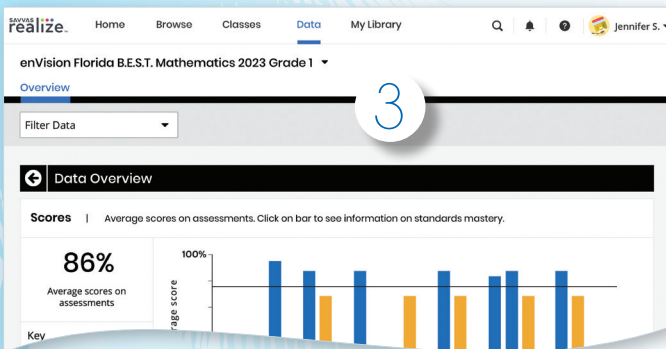 SAVVAS
realize™ Home Browse Classes Data My Library Jennifer S.
enVision Florida B.E.S.T. Mathematics 2023 Grade 1
Overview
3
Filter Data
Data Overview
Scores | Average scores on assessments. Click on bar to see information on standards mastery.
86%
Average scores on
assessments
100%
score
Key